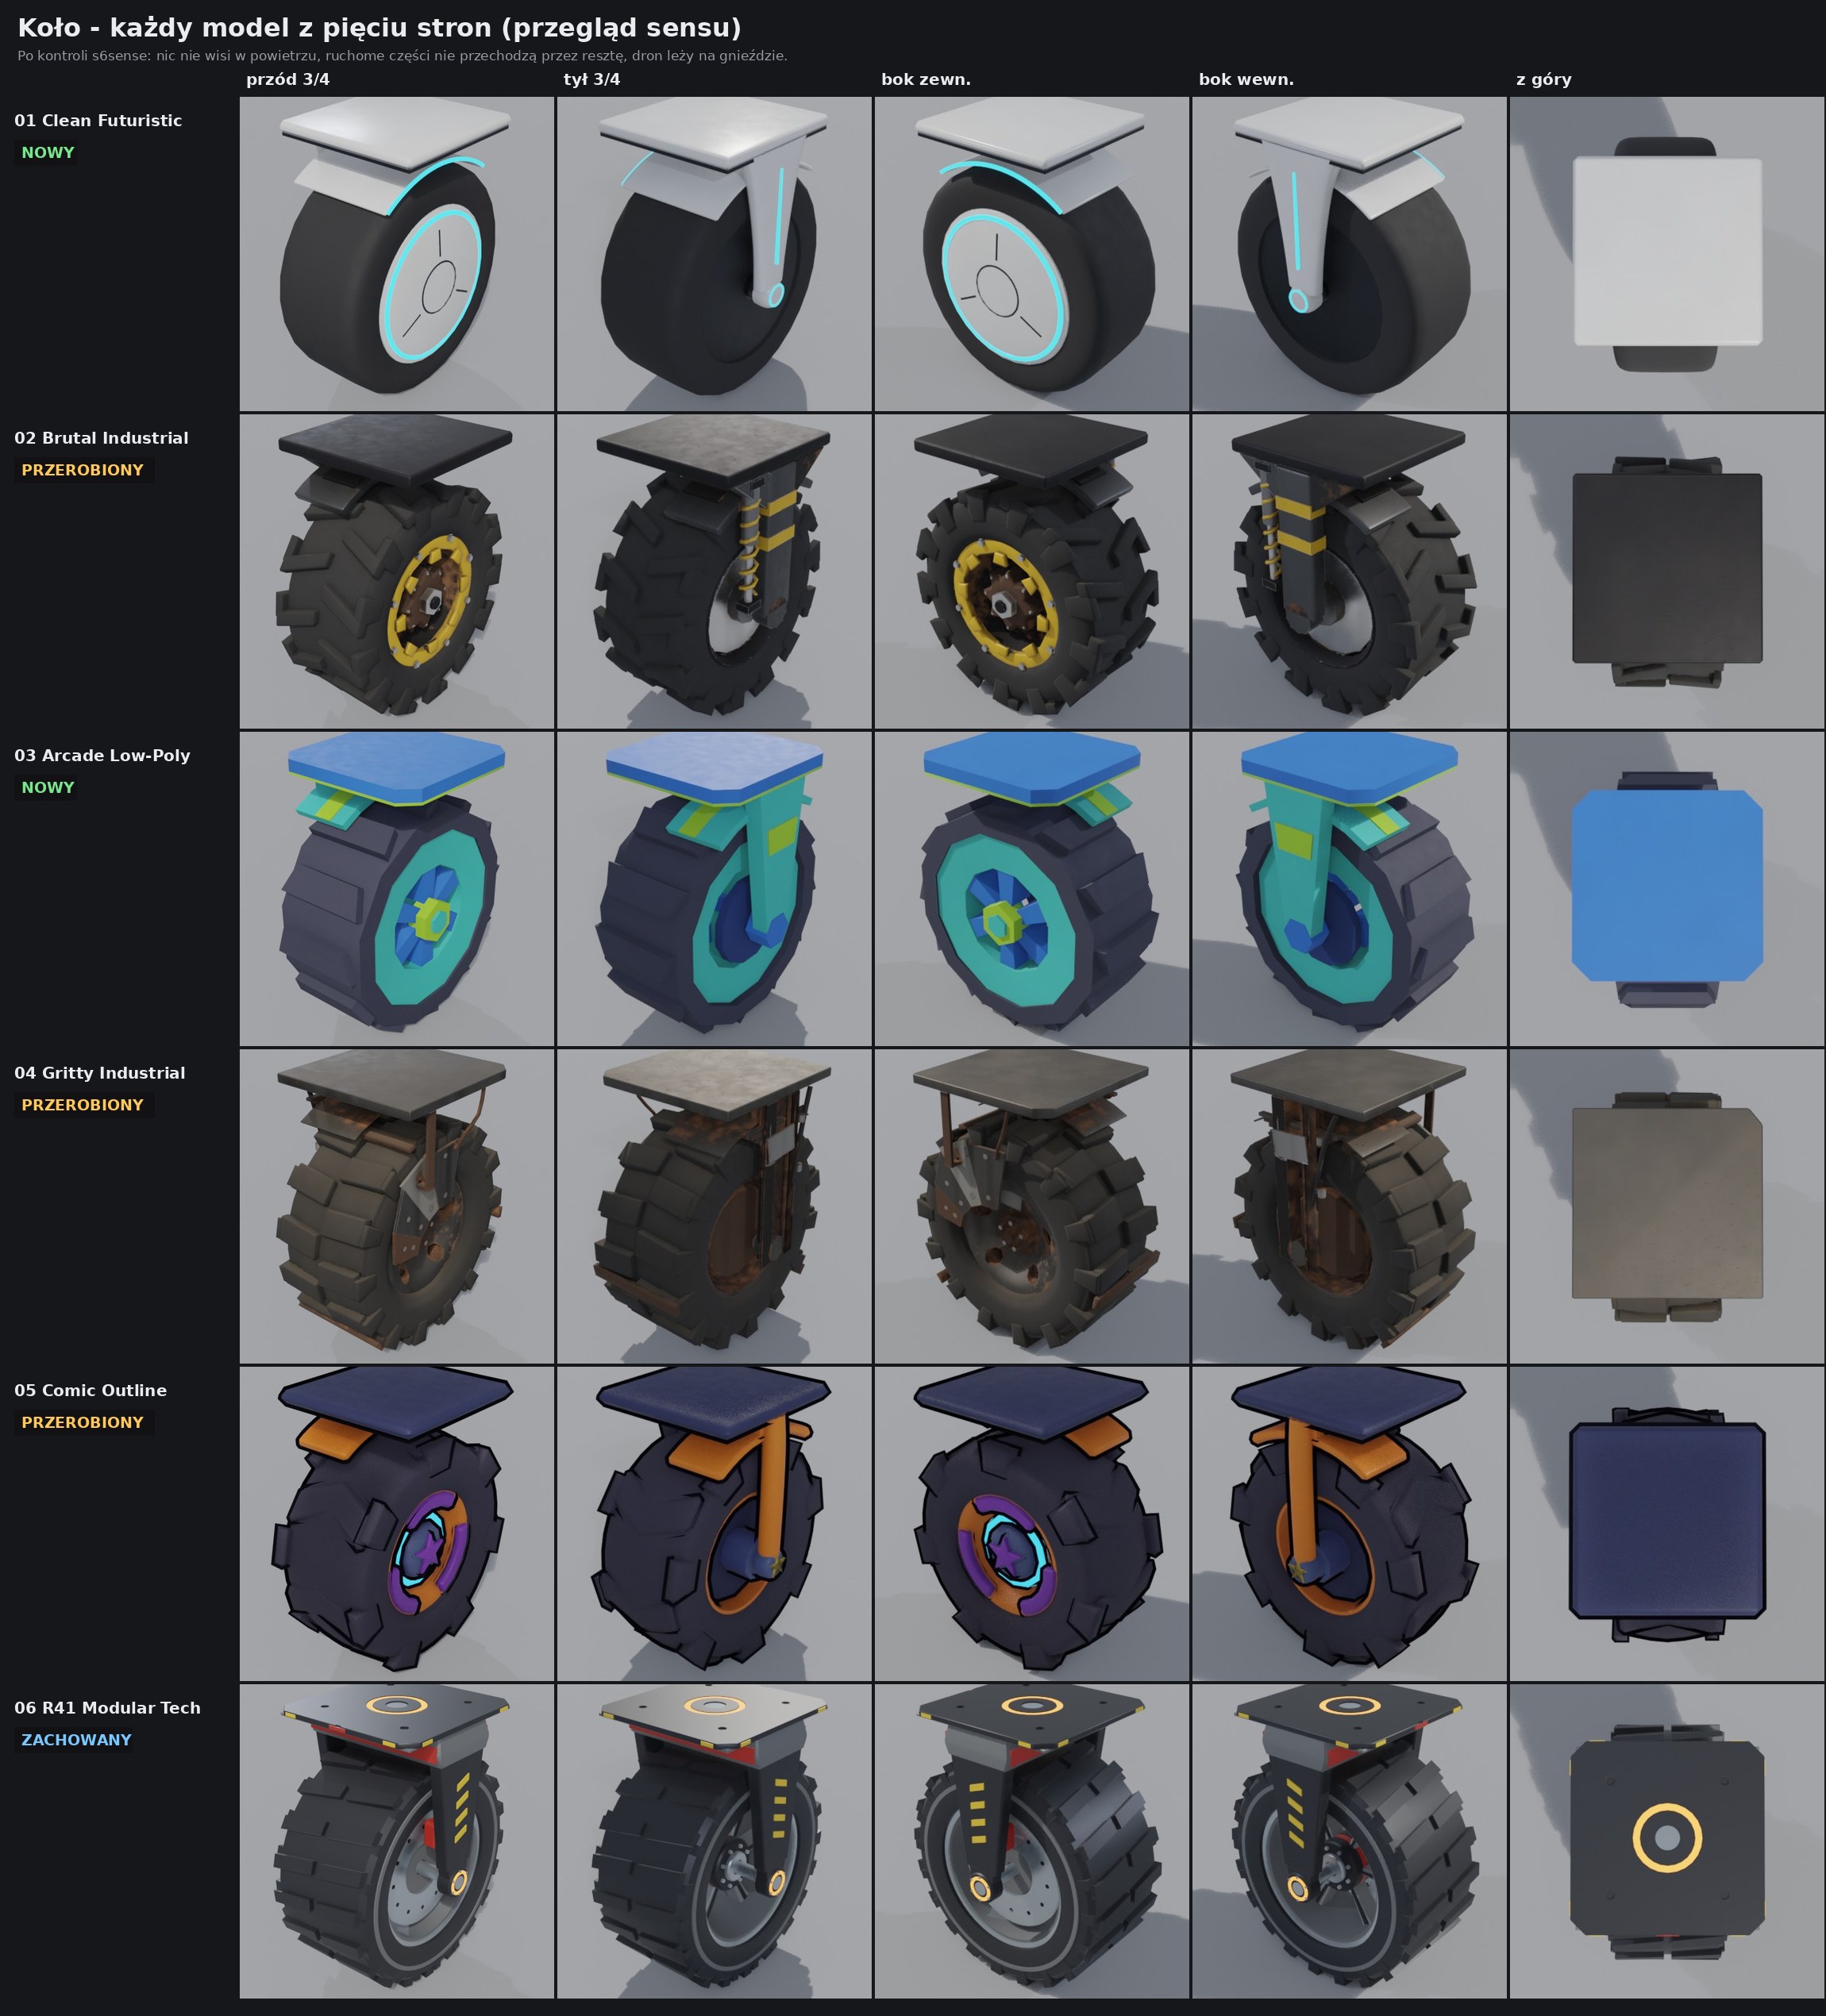 Koło - każdy model z pięciu stron (przegląd sensu)
Po kontroli s6sense: nic nie wisi w powietrzu, ruchome części nie przechodzą przez resztę, dron leży na gnieździe.
przód 3/4 tył 3/4 bok zewn. bok wewn. z góry
01 Clean Futuristic
NOWY
02 Brutal Industrial
PRZEROBIONY
03 Arcade Low-Poly
NOWY
04 Gritty Industrial
PRZEROBIONY
05 Comic Outline
PRZEROBIONY
06 R41 Modular Tech
ZACHOWANY